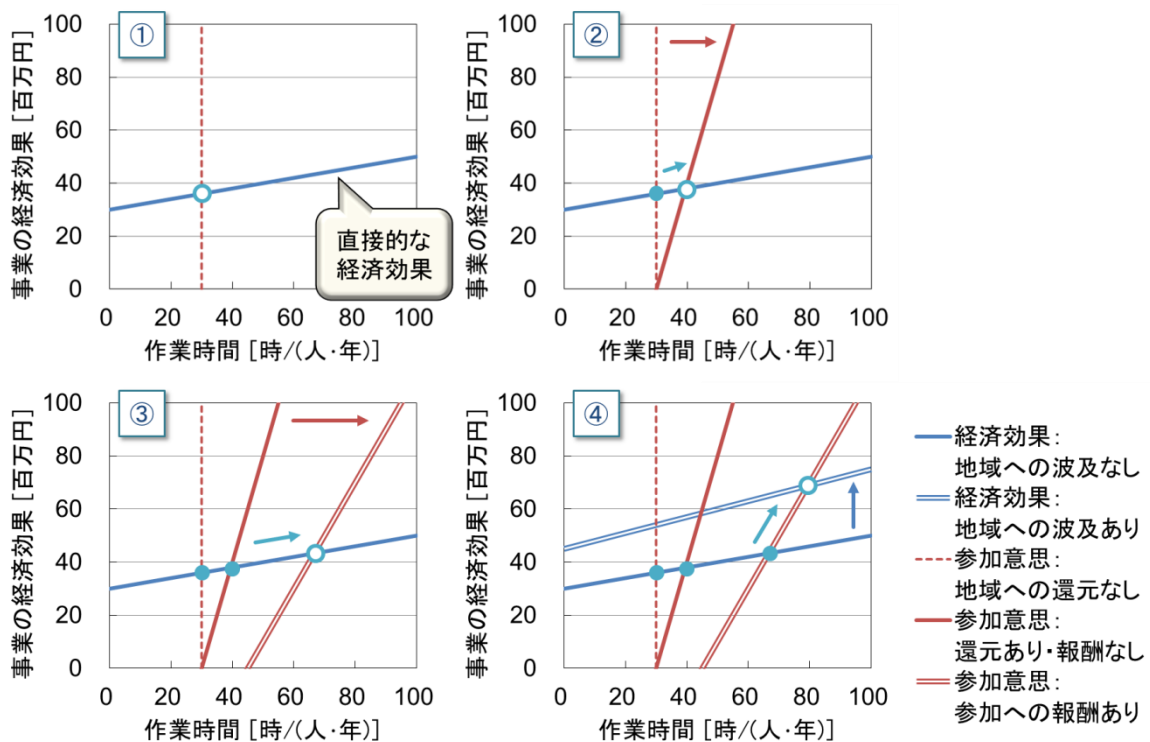 ①
事業の経済効果 [百万円]
100
80
60
40
20
0
0 20 40 60 80 100
作業時間 [時/(人·年)]
直接的な
経済効果
②
事業の経済効果 [百万円]
100
80
60
40
20
0
0 20 40 60 80 100
作業時間 [時/(人·年)]
③
事業の経済効果 [百万円]
100
80
60
40
20
0
0 20 40 60 80 100
作業時間 [時/(人·年)]
④
事業の経済効果 [百万円]
100
80
60
40
20
0
0 20 40 60 80 100
作業時間 [時/(人·年)]
経済効果：
地域への波及なし
経済効果：
地域への波及あり
参加意思：
地域への還元なし
参加意思：
還元あり・報酬なし
参加意思：
参加への報酬あり